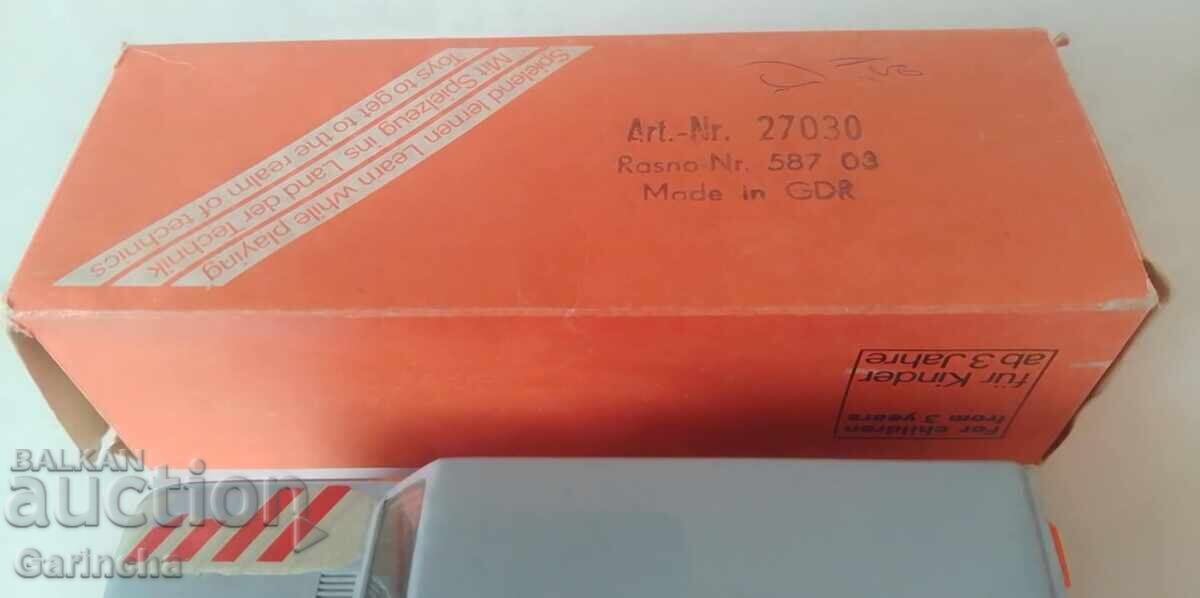 Spielend lernen Learn while playing
Mit Spielzeug ins Land der Technik
Toys to get to the realm of technics
Art.-Nr. 27030
Rasno-Nr. 587 03
Made in GDR
für Kinder
ab 3 Jahre
For children
from 3 years
BALKAN
auction
Garincha